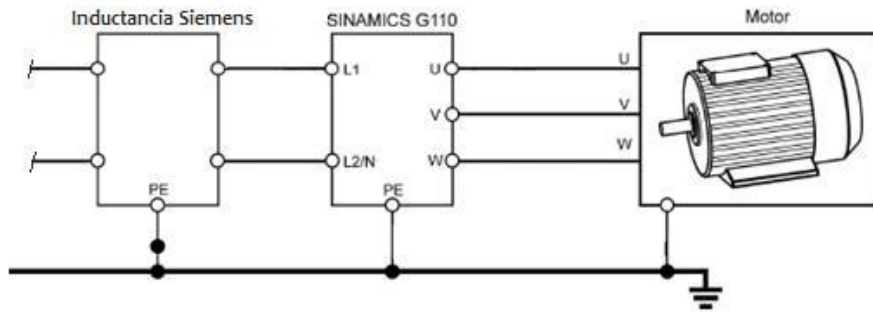 Inductancia Siemens
SINAMICS G110
Motor
L1
U
U
V
V
L2/N
W
W
PE
PE